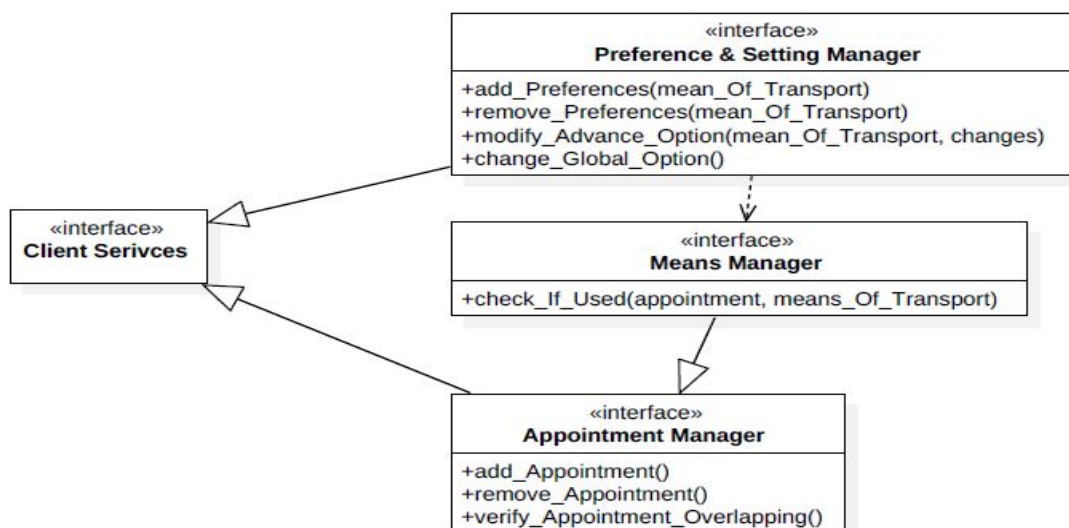 «interface»
Preference & Setting Manager
+add_Preferences(mean_Of_Transport)
+remove_Preferences(mean_Of_Transport)
+modify_Advance_Option(mean_Of_Transport, changes)
+change_Global_Option()
«interface»
Client Serivces
«interface»
Means Manager
+check_If_Used(appointment, means_Of_Transport)
«interface»
Appointment Manager
+add_Appointment()
+remove_Appointment()
+verify_Appointment_Overlapping()